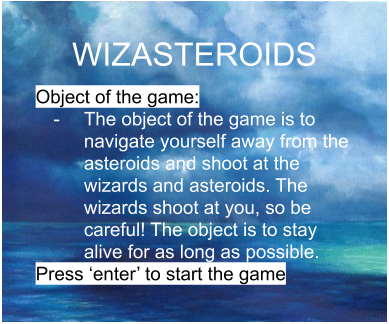 WIZASTEROIDS
Object of the game:
- The object of the game is to
navigate yourself away from the
asteroids and shoot at the
wizards and asteroids. The
wizards shoot at you, so be
careful! The object is to stay
alive for as long as possible.
Press ‘enter’ to start the game